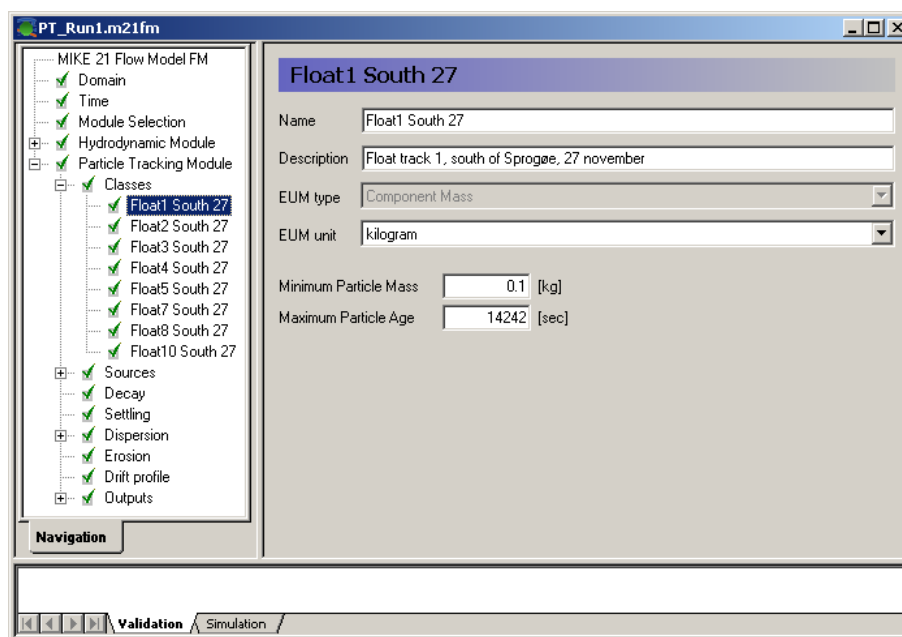 PT_Run1.m21fm
MIKE 21 Flow Model FM
Domain
Time
Module Selection
Hydrodynamic Module
Particle Tracking Module
Classes
Float1 South 27
Float2 South 27
Float3 South 27
Float4 South 27
Float5 South 27
Float7 South 27
Float8 South 27
Float10 South 27
Sources
Decay
Settling
Dispersion
Erosion
Drift profile
Outputs
Navigation
Float1 South 27
Name Float1 South 27
Description Float track 1, south of Sprogøe, 27 november
EUM type Component Mass
EUM unit kilogram
Minimum Particle Mass 0.1 [kg]
Maximum Particle Age 14242 [sec]
Validation Simulation